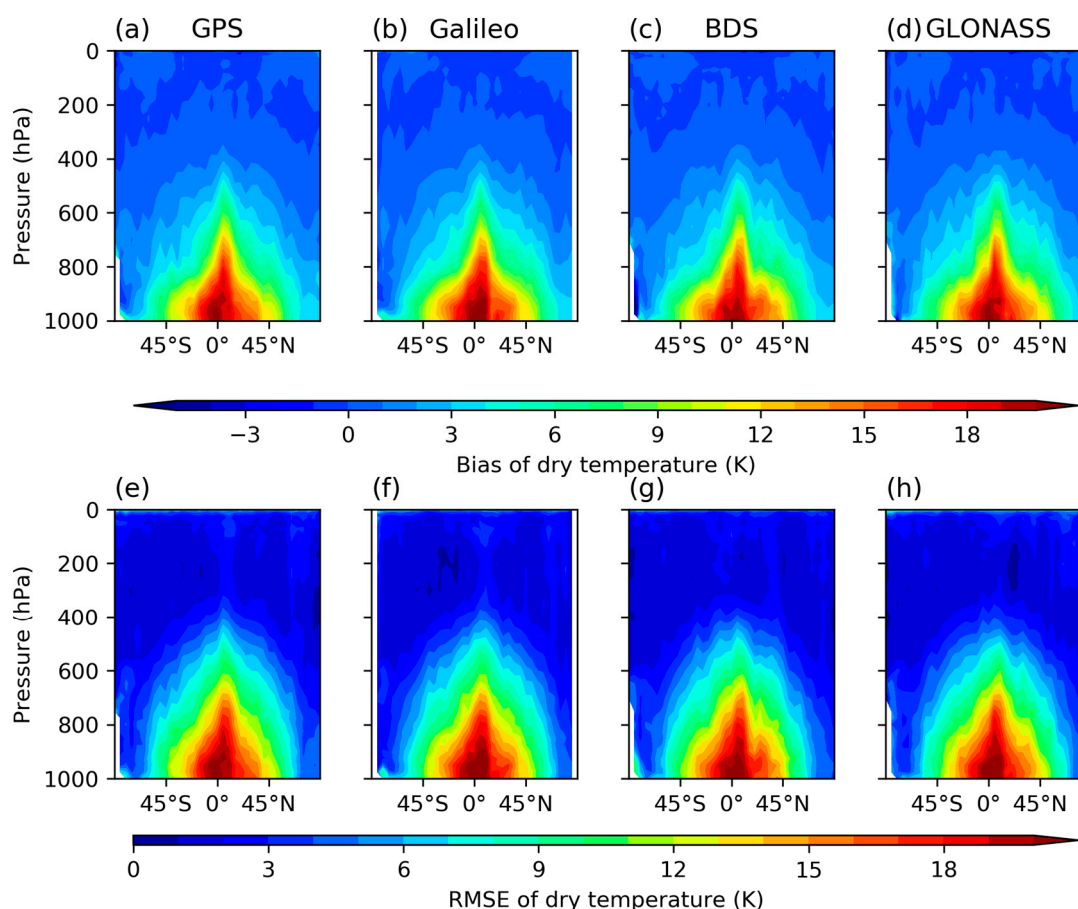 (a) GPS (b) Galileo (c) BDS (d) GLONASS
0
200
400
600
800
1000
Pressure (hPa)
45°S 0° 45°N 45°S 0° 45°N 45°S 0° 45°N 45°S 0° 45°N
−3 0 3 6 9 12 15 18
Bias of dry temperature (K)
(e) (f) (g) (h)
0
200
400
600
800
1000
Pressure (hPa)
45°S 0° 45°N 45°S 0° 45°N 45°S 0° 45°N 45°S 0° 45°N
0 3 6 9 12 15 18
RMSE of dry temperature (K)